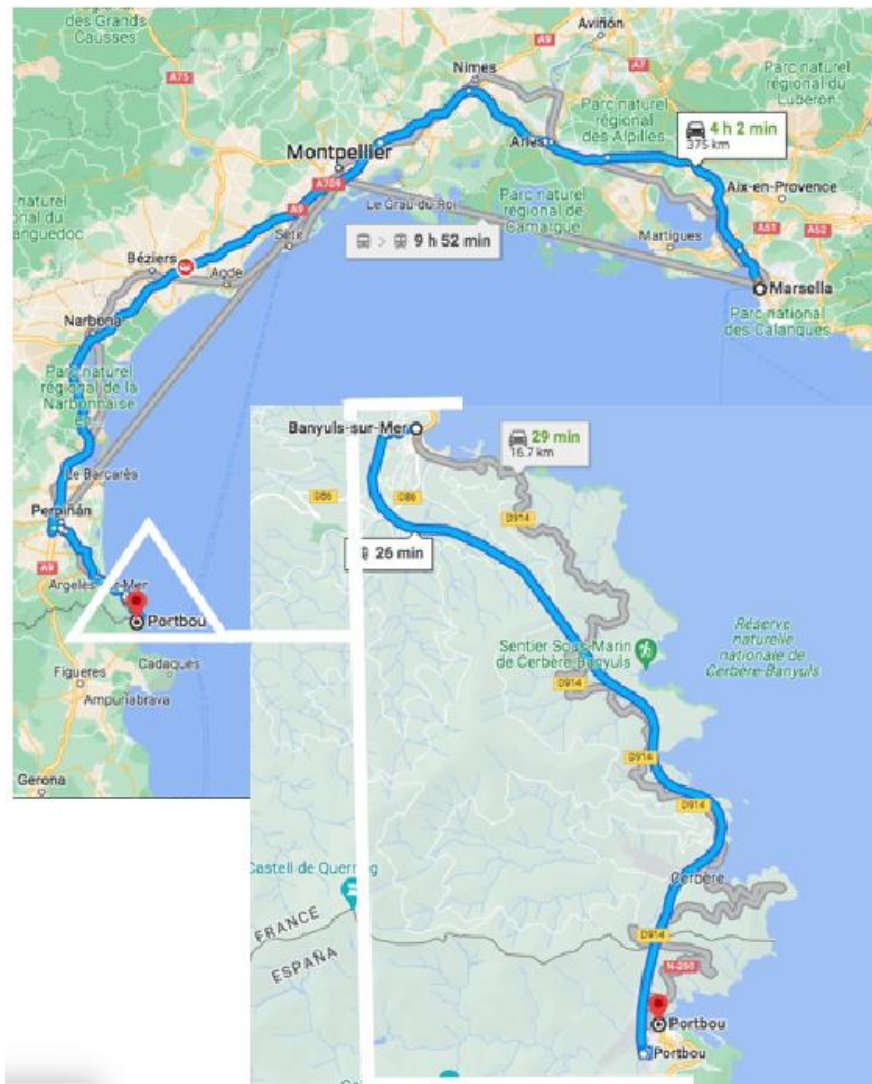 régional
des Grands
Causses
Aviñón
A9
A7
Parc naturel
régional du
Luberon
A75
Nimes
Parc naturel
régional
des Alpilles
4 h 2 min
375 km
Arles
Montpellier
A709
A9
Aix-en-Provence
Le Grau-du-Roi
Parc naturel
régional de
Camargue
naturel
onal du
anguedoc
Sète
9 h 52 min
Martigues
A51
A52
Béziers
Agde
Marsella
Parc national
des Calanques
Narbona
Parc naturel
régional de la
Narbonnaise
Banyuls-sur-Mer
29 min
16.7 km
Le Barcarès
D86
D86
D914
Perpiñán
26 min
A9
Portbou
Réserve
naturelle
nationale de
Cerbère-Banyuls
Sentier Sous-Marin
de Cerbère-Banyuls
D914
Cadaqués
Figueres
Ampuriabrava
D914
Gerona
D914
Castell de
Cerbère
FRANCE
ESPAÑA
D914
N-260
Portbou
Portbou